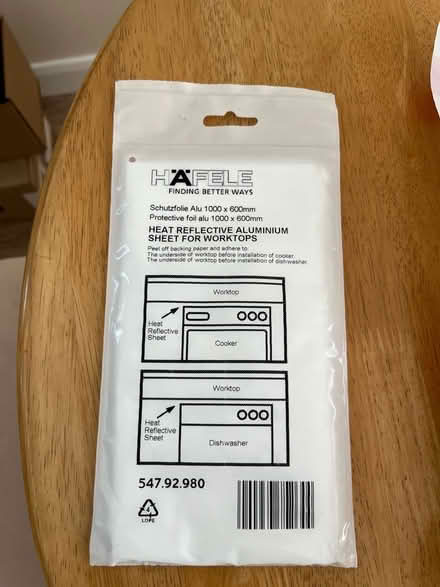 HÄFELE
FINDING BETTER WAYS
Schutzfolie Alu 1000 x 600mm
Protective foil alu 1000 x 600mm
HEAT REFLECTIVE ALUMINIUM
SHEET FOR WORKTOPS
Peel off backing paper and adhere to:
The underside of worktop before installation of cooker.
The underside of worktop before installation of dishwasher.
Worktop
Heat
Reflective
Sheet
Cooker
Worktop
Heat
Reflective
Sheet
Dishwasher
547.92.980
4
LDPE